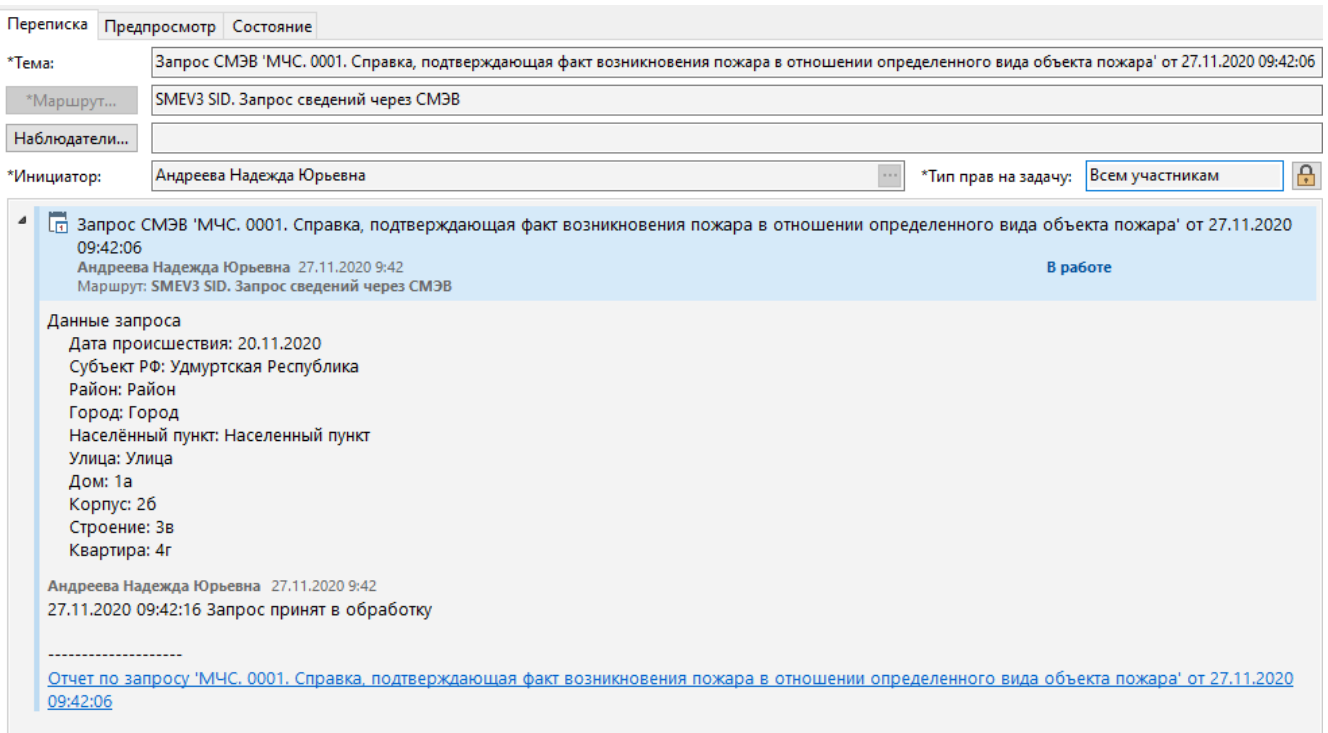 Переписка Предпросмотр Состояние
*Тема: Запрос СМЭВ 'МЧС. 0001. Справка, подтверждающая факт возникновения пожара в отношении определенного вида объекта пожара' от 27.11.2020 09:42:06
*Маршрут... SMEV3 SID. Запрос сведений через СМЭВ
Наблюдатели...
*Инициатор: Андреева Надежда Юрьевна ... *Тип прав на задачу: Всем участникам
Запрос СМЭВ 'МЧС. 0001. Справка, подтверждающая факт возникновения пожара в отношении определенного вида объекта пожара' от 27.11.2020
09:42:06
Андреева Надежда Юрьевна 27.11.2020 9:42 В работе
Маршрут: SMEV3 SID. Запрос сведений через СМЭВ
Данные запроса
Дата происшествия: 20.11.2020
Субъект РФ: Удмуртская Республика
Район: Район
Город: Город
Населённый пункт: Населенный пункт
Улица: Улица
Дом: 1а
Корпус: 2б
Строение: 3в
Квартира: 4г
Андреева Надежда Юрьевна 27.11.2020 9:42
27.11.2020 09:42:16 Запрос принят в обработку
--------------------
Отчет по запросу 'МЧС. 0001. Справка, подтверждающая факт возникновения пожара в отношении определенного вида объекта пожара' от 27.11.2020
09:42:06